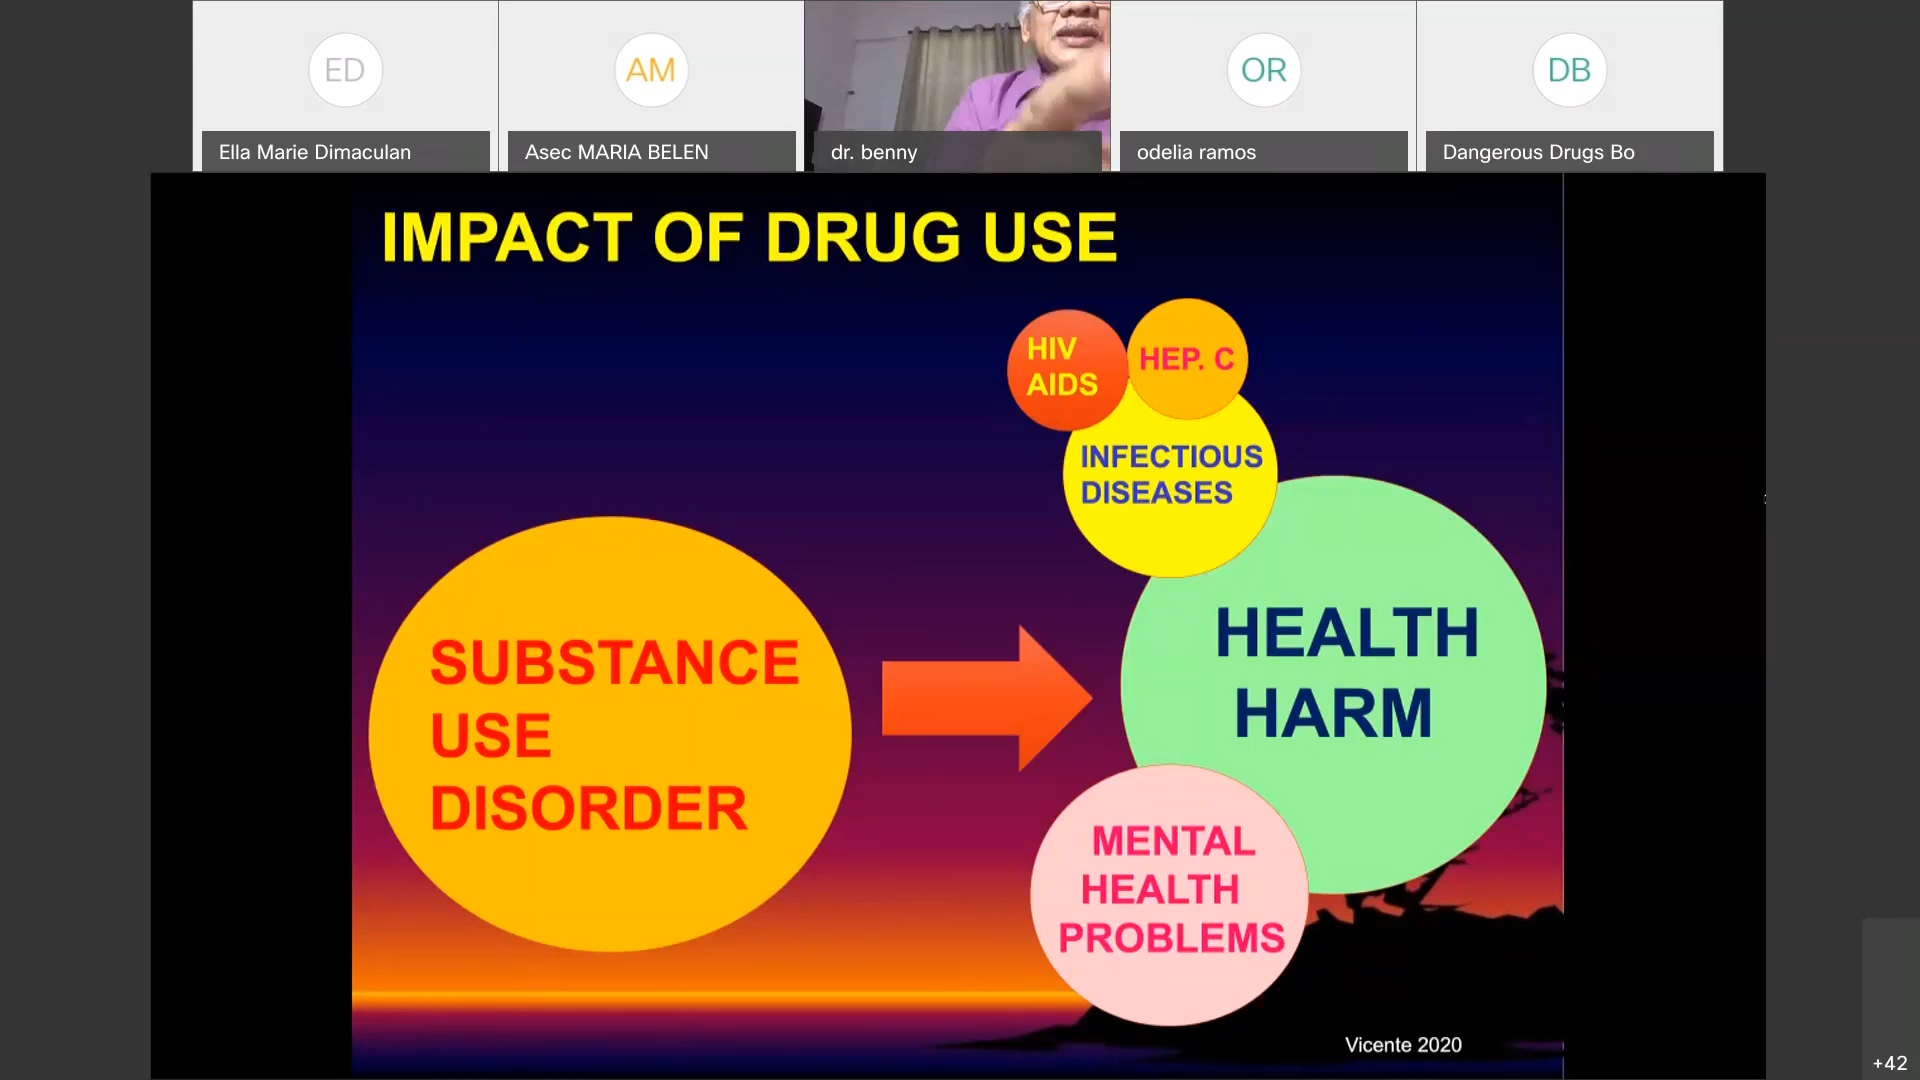 ED
AM
OR
DB
Ella Marie Dimaculan
Asec MARIA BELEN
dr. benny
odelia ramos
Dangerous Drugs Bo
IMPACT OF DRUG USE
HIV
AIDS
HEP. C
INFECTIOUS
DISEASES
SUBSTANCE
USE
DISORDER
HEALTH
HARM
MENTAL
HEALTH
PROBLEMS
Vicente 2020
+42